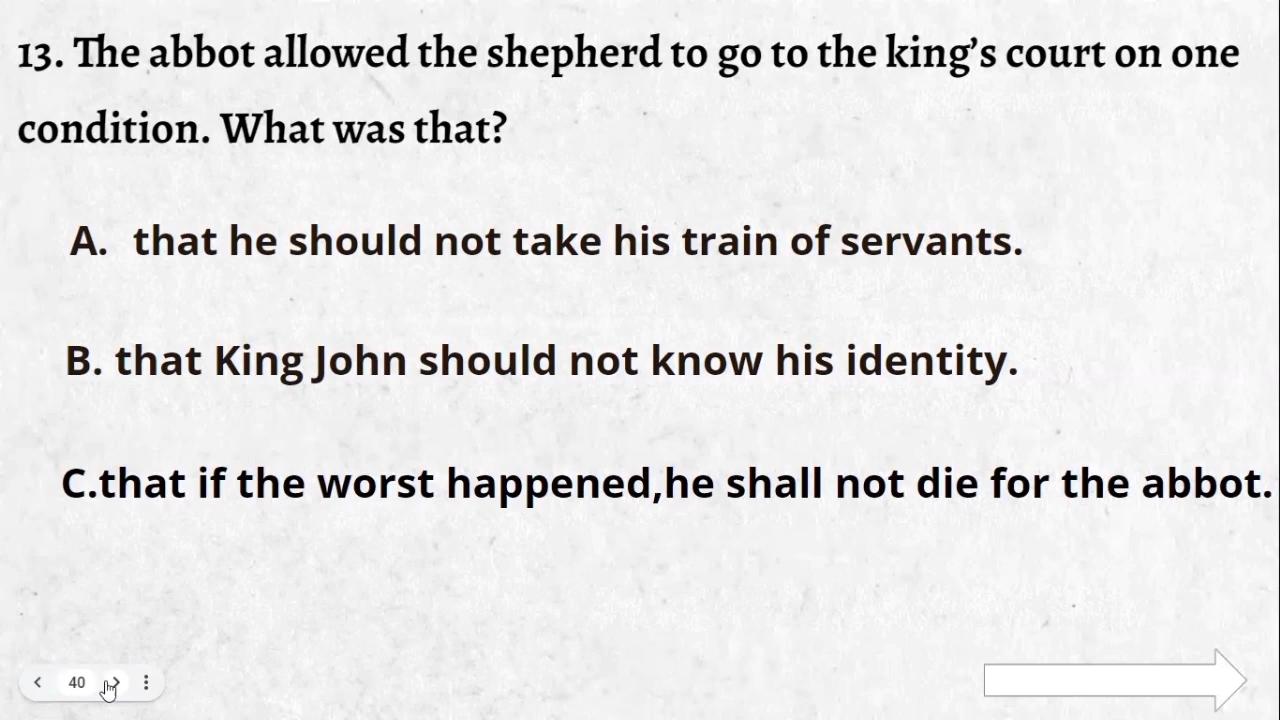 13. The abbot allowed the shepherd to go to the king’s court on one
condition. What was that?
A. that he should not take his train of servants.
B. that King John should not know his identity.
C.that if the worst happened,he shall not die for the abbot.
40